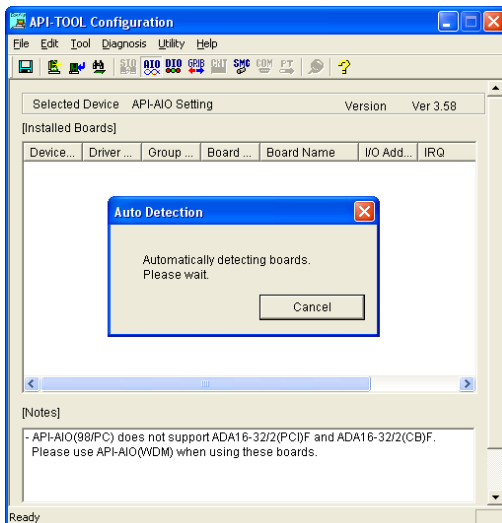 API-TOOL Configuration
File Edit Tool Diagnosis Utility Help
STO AIO DIO GPIB CNT SMC COM PT
Selected Device API-AIO Setting Version Ver 3.58
[Installed Boards]
Device... Driver ... Group ... Board ... Board Name I/O Add... IRQ
Auto Detection
Automatically detecting boards.
Please wait.
Cancel
[Notes]
- API-AIO(98/PC) does not support ADA16-32/2(PCI)F and ADA16-32/2(CB)F.
Please use API-AIO(WDM) when using these boards.
Ready